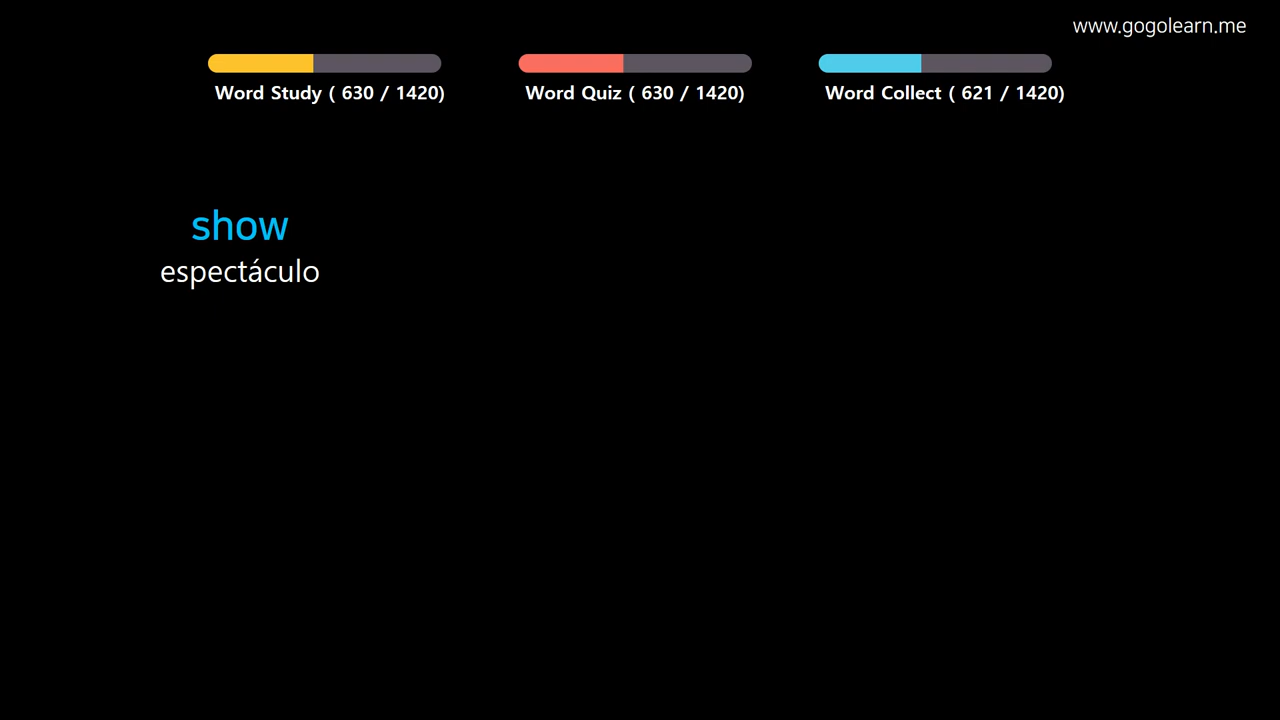 www.gogolearn.me
Word Study ( 630 / 1420)
Word Quiz ( 630 / 1420)
Word Collect ( 621 / 1420)
show
espectáculo